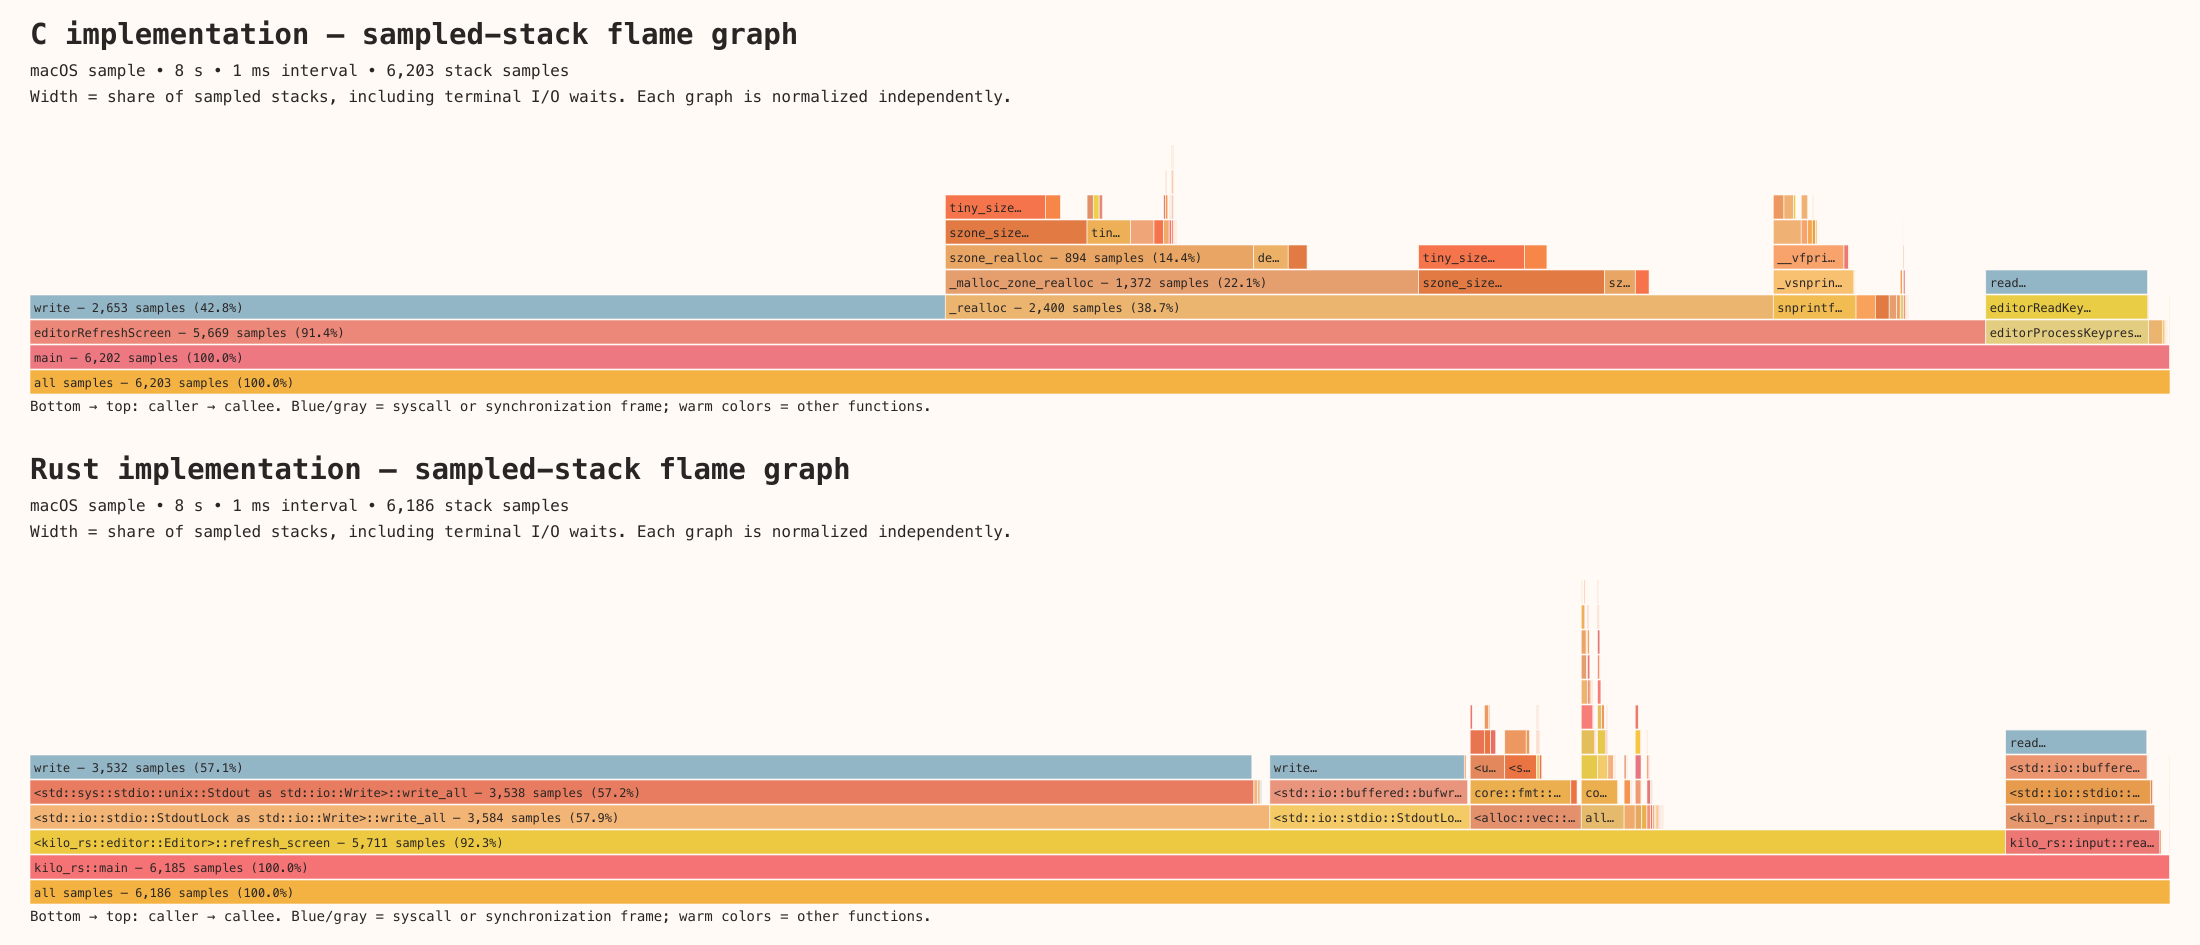 C implementation — sampled-stack flame graph
macOS sample • 8 s • 1 ms interval • 6,203 stack samples
Width = share of sampled stacks, including terminal I/O waits. Each graph is normalized independently.
tiny_size…
szone_size… tin…
szone_realloc — 894 samples (14.4%) de… tiny_size… __vfpri…
_malloc_zone_realloc — 1,372 samples (22.1%) szone_size… sz… _vsnprin… read…
write — 2,653 samples (42.8%) _realloc — 2,400 samples (38.7%) snprintf… editorReadKey…
editorRefreshScreen — 5,669 samples (91.4%) editorProcessKeypres…
main — 6,202 samples (100.0%)
all samples — 6,203 samples (100.0%)
Bottom → top: caller → callee. Blue/gray = syscall or synchronization frame; warm colors = other functions.
Rust implementation — sampled-stack flame graph
macOS sample • 8 s • 1 ms interval • 6,186 stack samples
Width = share of sampled stacks, including terminal I/O waits. Each graph is normalized independently.
read…
write — 3,532 samples (57.1%) write… <u… <s… <std::io::buffere…
<std::sys::stdio::unix::Stdout as std::io::Write>::write_all — 3,538 samples (57.2%) <std::io::buffered::bufwr… core::fmt::… co… <std::io::stdio::…
<std::io::stdio::StdoutLock as std::io::Write>::write_all — 3,584 samples (57.9%) <std::io::stdio::StdoutLo… <alloc::vec::… all… <kilo_rs::input::r…
<kilo_rs::editor::Editor>::refresh_screen — 5,711 samples (92.3%) kilo_rs::input::rea…
kilo_rs::main — 6,185 samples (100.0%)
all samples — 6,186 samples (100.0%)
Bottom → top: caller → callee. Blue/gray = syscall or synchronization frame; warm colors = other functions.